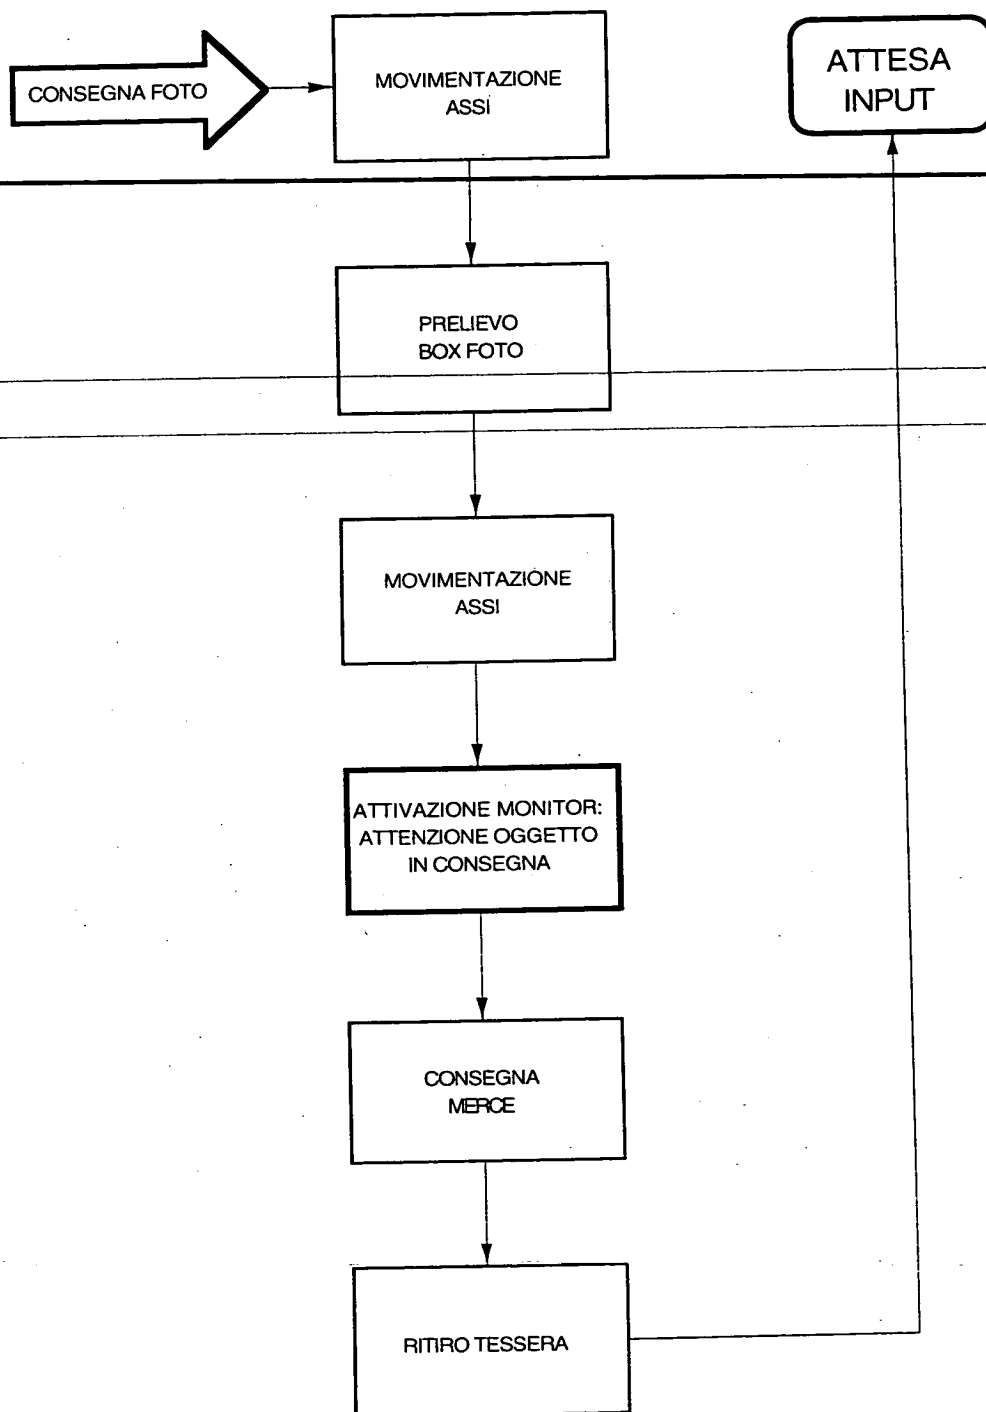 CONSEGNA FOTO
MOVIMENTAZIONE
ASSI
ATTESA
INPUT
PRELIEVO
BOX FOTO
MOVIMENTAZIONE
ASSI
ATTIVAZIONE MONITOR:
ATTENZIONE OGGETTO
IN CONSEGNA
CONSEGNA
MERCE
RITIRO TESSERA